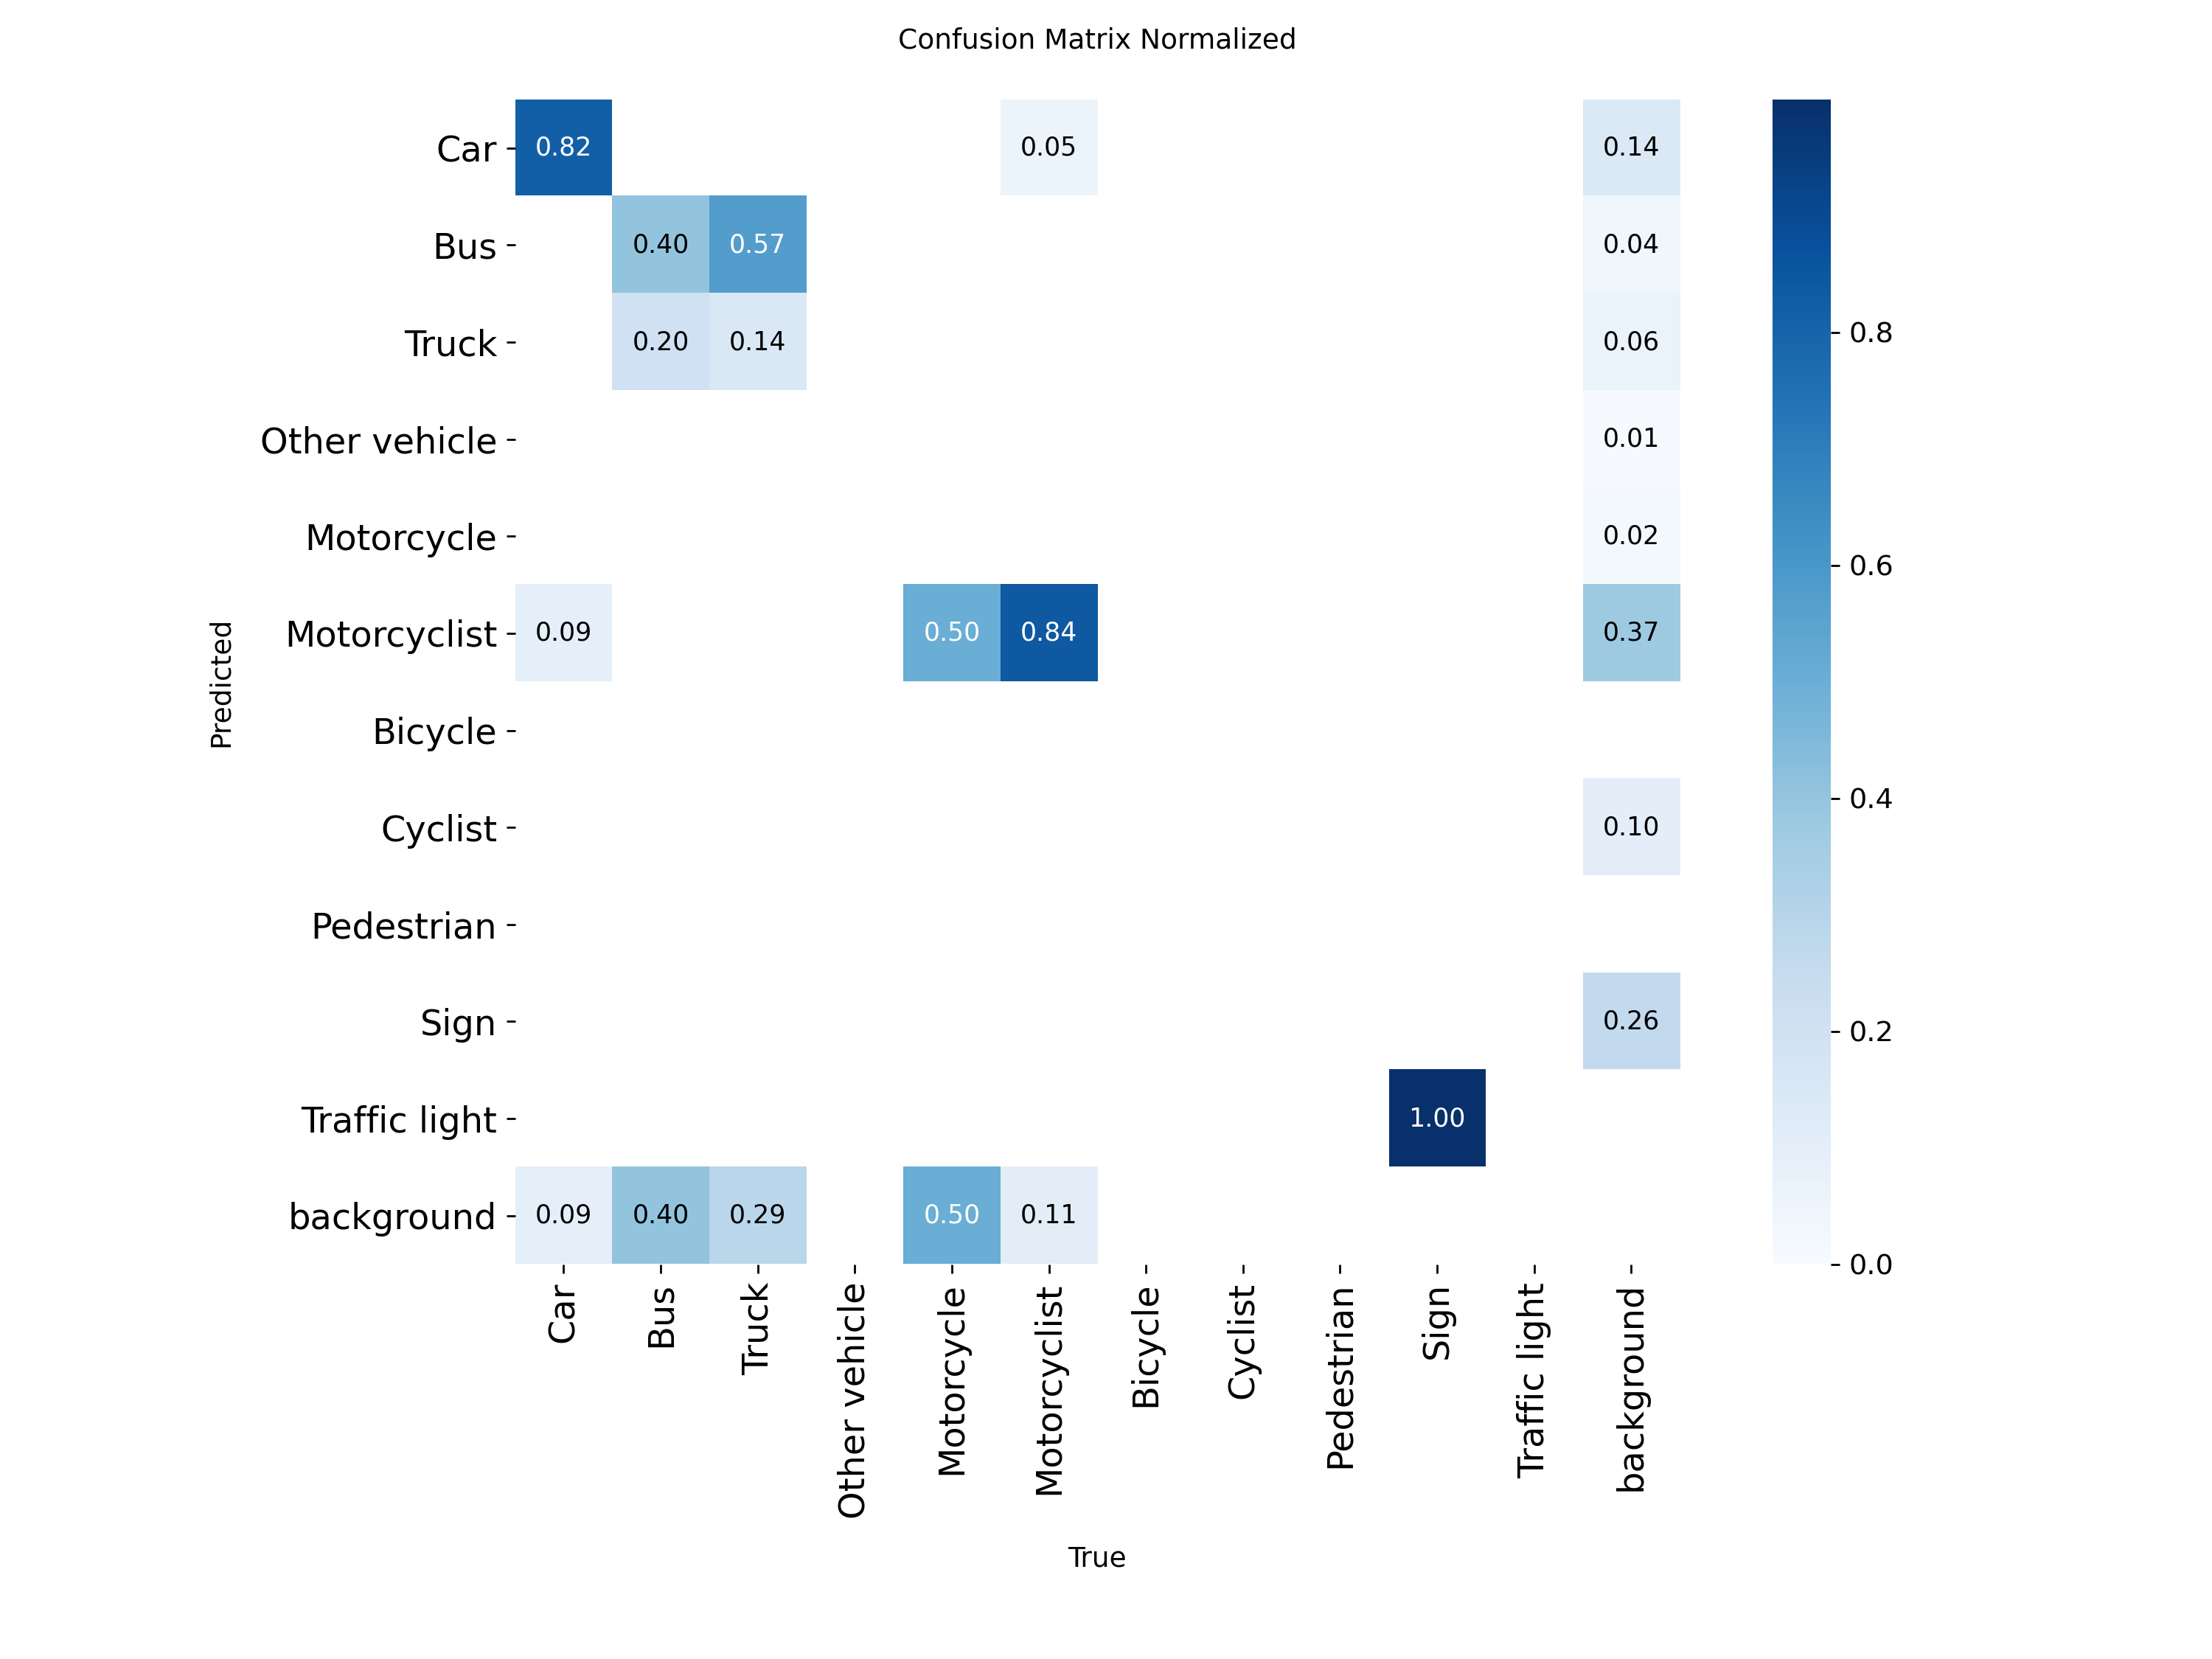 Confusion Matrix Normalized
Car 0.82 0.05 0.14
Bus 0.40 0.57 0.04
Truck 0.20 0.14 0.06 0.8
Other vehicle 0.01
Motorcycle 0.02 0.6
Motorcyclist 0.09 0.50 0.84 0.37
Predicted
Bicycle
0.4
Cyclist 0.10
Pedestrian
Sign 0.26 0.2
Traffic light 1.00
background 0.09 0.40 0.29 0.50 0.11
0.0
Car Bus Truck Other vehicle Motorcycle Motorcyclist Bicycle Cyclist Pedestrian Sign Traffic light background
True